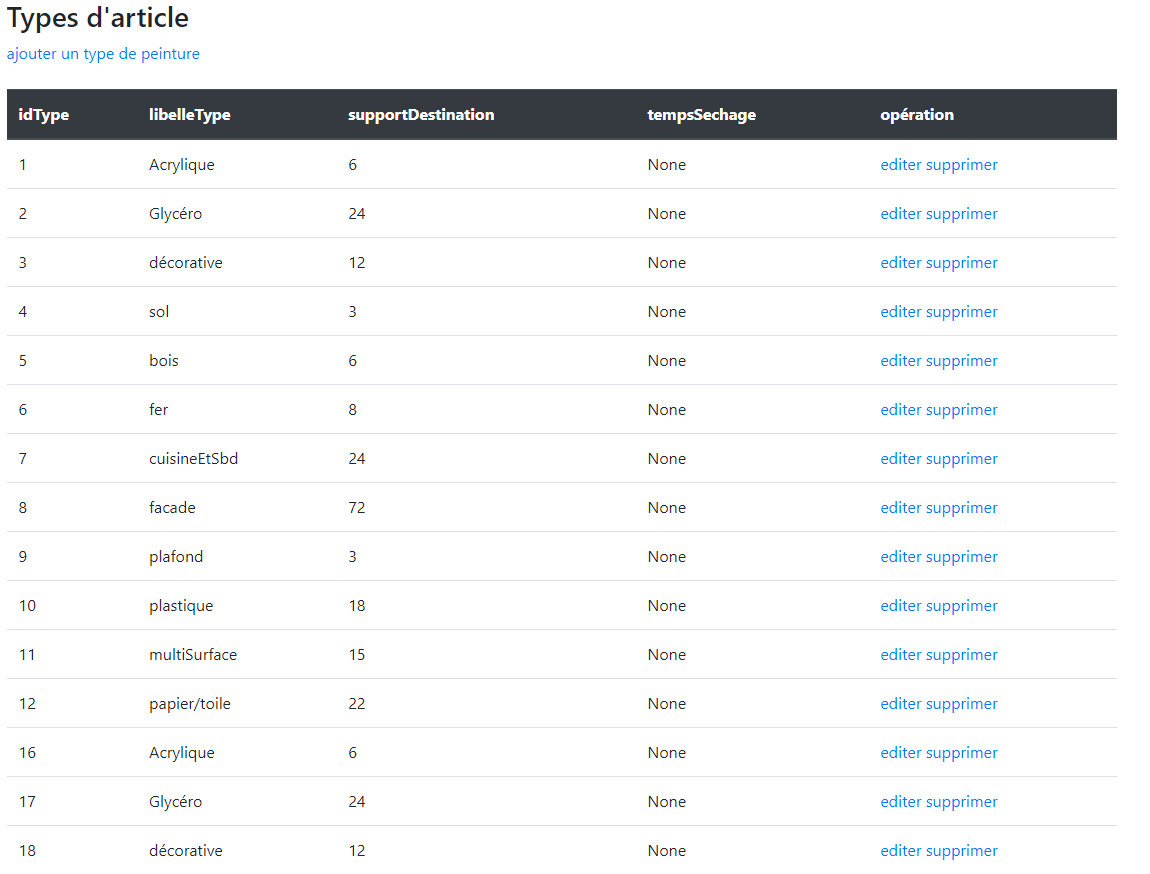 Types d'article
ajouter un type de peinture
idType libelleType supportDestination tempsSechage opération
1 Acrylique 6 None editer supprimer
2 Glycéro 24 None editer supprimer
3 décorative 12 None editer supprimer
4 sol 3 None editer supprimer
5 bois 6 None editer supprimer
6 fer 8 None editer supprimer
7 cuisineEtSbd 24 None editer supprimer
8 facade 72 None editer supprimer
9 plafond 3 None editer supprimer
10 plastique 18 None editer supprimer
11 multiSurface 15 None editer supprimer
12 papier/toile 22 None editer supprimer
16 Acrylique 6 None editer supprimer
17 Glycéro 24 None editer supprimer
18 décorative 12 None editer supprimer